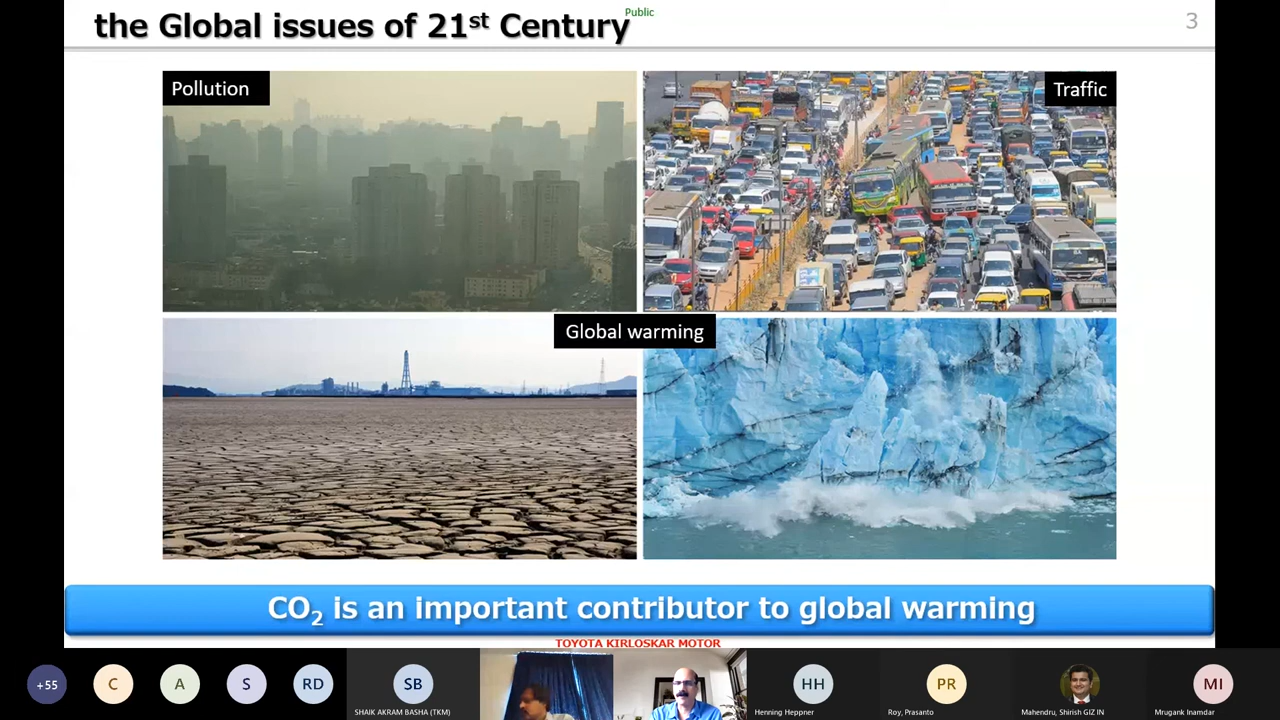 Public
the Global issues of 21st Century
3
Pollution
Traffic
Global warming
CO₂ is an important contributor to global warming
TOYOTA KIRLOSKAR MOTOR
+55
C
A
S
RD
SB
SHAIK AKRAM BASHA (TKM)
HH
Henning Heppner
PR
Roy, Prasanto
Mahendru, Shirish GIZ IN
MI
Mrugank Inamdar